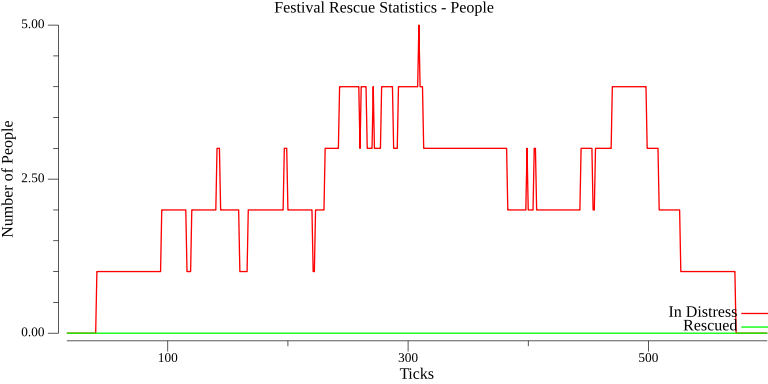 Festival Rescue Statistics - People
5.00
2.50
0.00
Number of People
In Distress
Rescued
100
300
500
Ticks